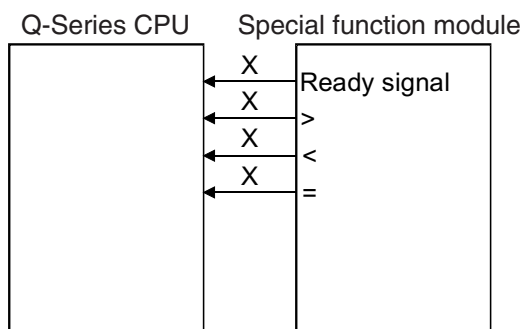 Q-Series CPU Special function module
X
Ready signal
X
>
X
<
X
=